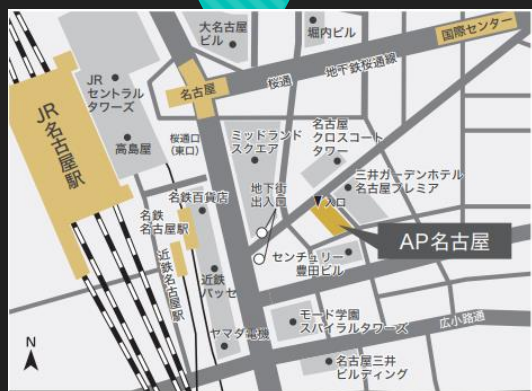 大名古屋
ビル
堀内ビル
国際センター
JR
セントラル
タワーズ
名古屋
桜通
地下鉄桜通線
JR名古屋駅
高島屋
桜通口
(東口)
ミッドランド
スクエア
名古屋
クロスコート
タワー
三井ガーデンホテル
名古屋プレミア
地下街
出入口
入口
名鉄百貨店
名鉄
名古屋駅
AP名古屋
センチュリー
豊田ビル
近鉄名古屋駅
近鉄
パッセ
モード学園
スパイラルタワーズ
広小路通
ヤマダ電機
名古屋三井
ビルディング
N